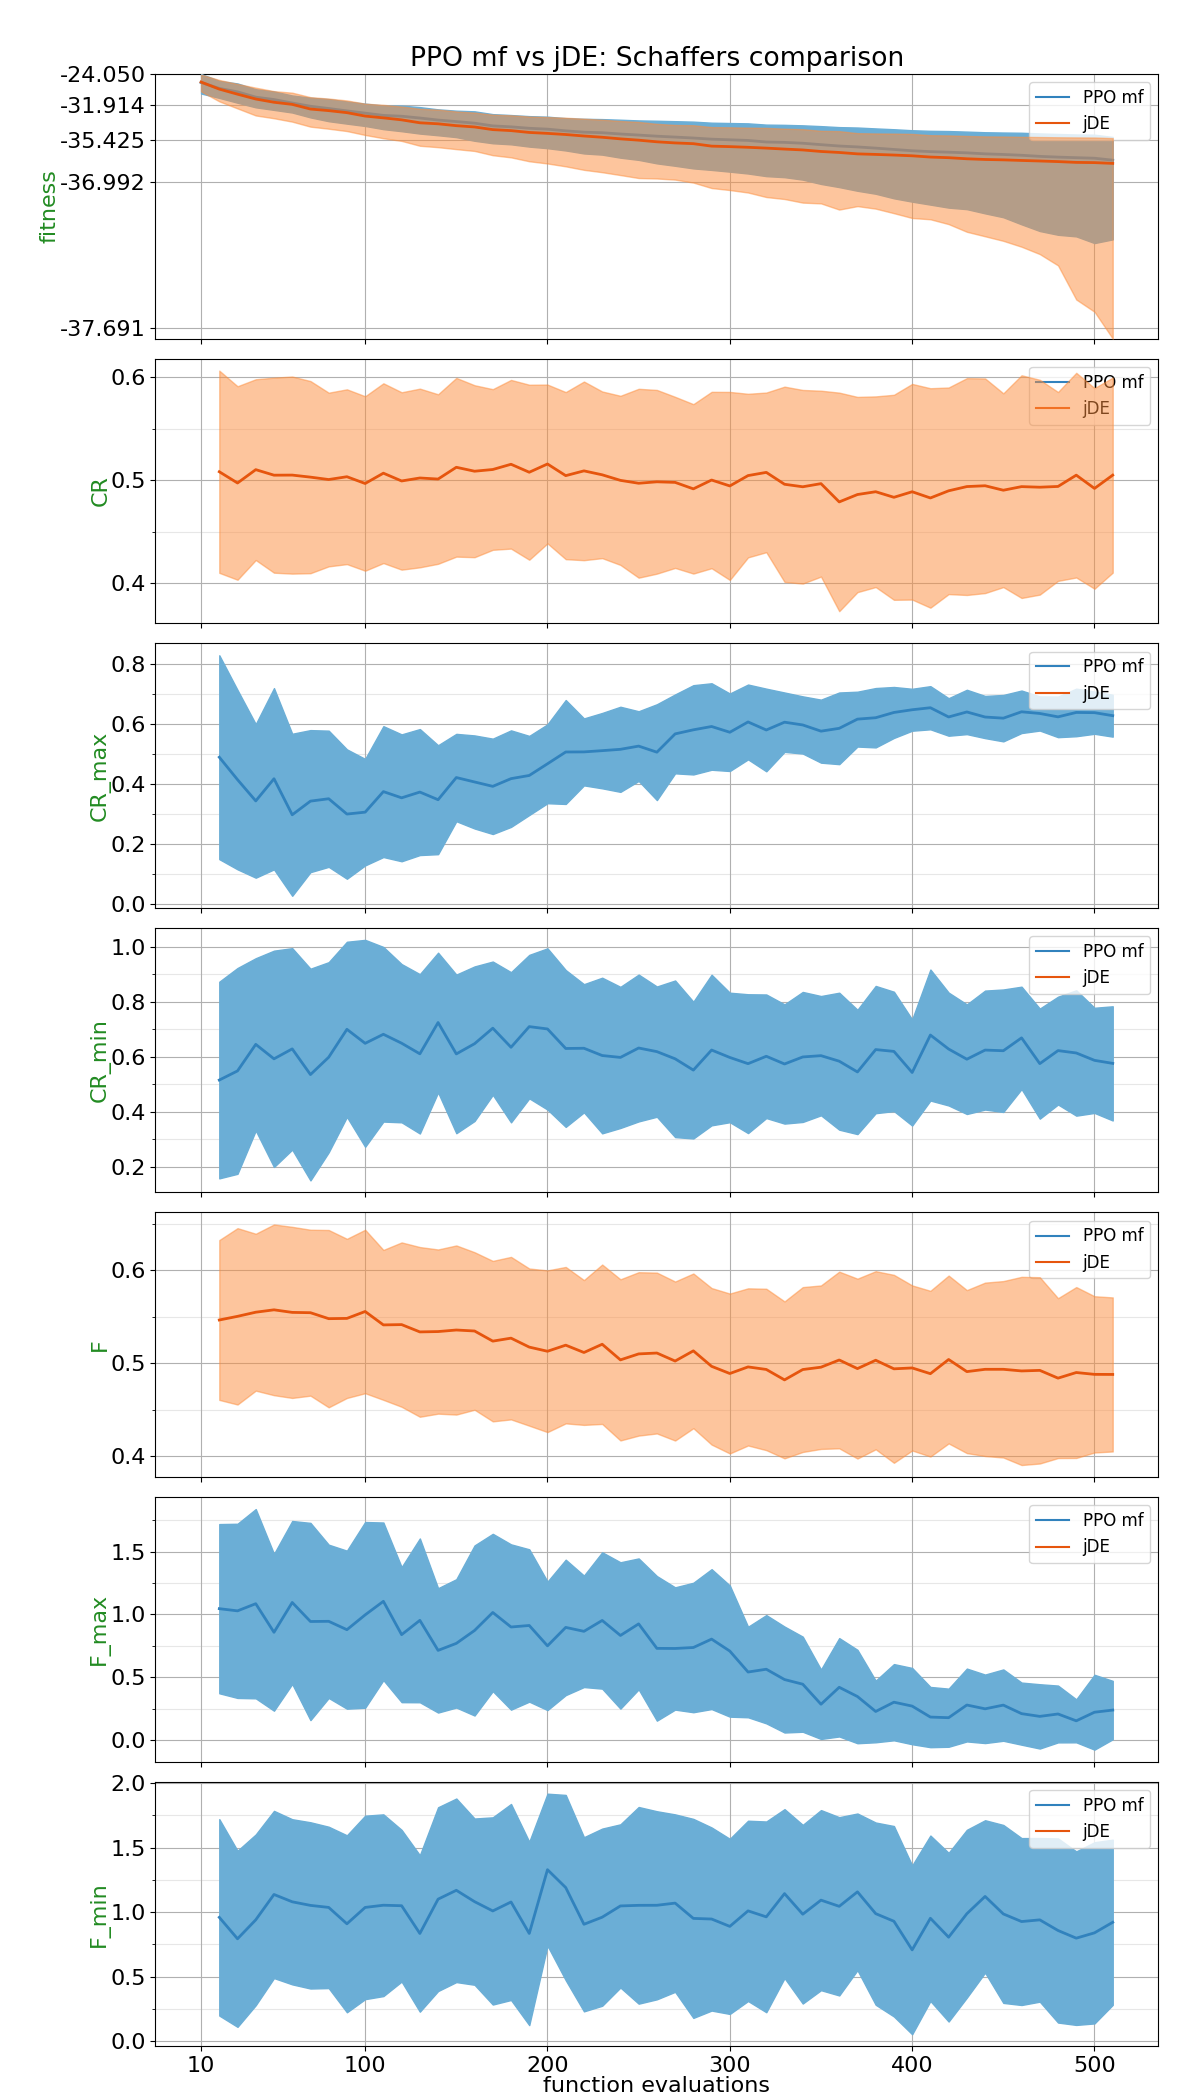 PPO mf vs jDE: Schaffers comparison
-24.050
-31.914
-35.425
-36.992
-37.691
fitness
PPO mf
jDE
0.6
0.5
0.4
CR
PPO mf
jDE
0.8
0.6
0.4
0.2
0.0
CR_max
PPO mf
jDE
1.0
0.8
0.6
0.4
0.2
CR_min
PPO mf
jDE
0.6
0.5
0.4
F
PPO mf
jDE
1.5
1.0
0.5
0.0
F_max
PPO mf
jDE
2.0
1.5
1.0
0.5
0.0
F_min
PPO mf
jDE
10 100 200 300 400 500
function evaluations